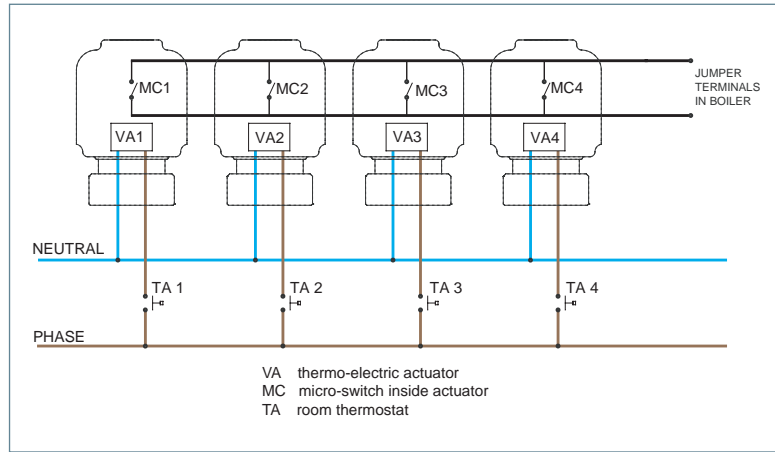 MC1
MC2
MC3
MC4
JUMPER
TERMINALS
IN BOILER
VA1
VA2
VA3
VA4
NEUTRAL
TA 1
TA 2
TA 3
TA 4
PHASE
VA thermo-electric actuator
MC micro-switch inside actuator
TA room thermostat